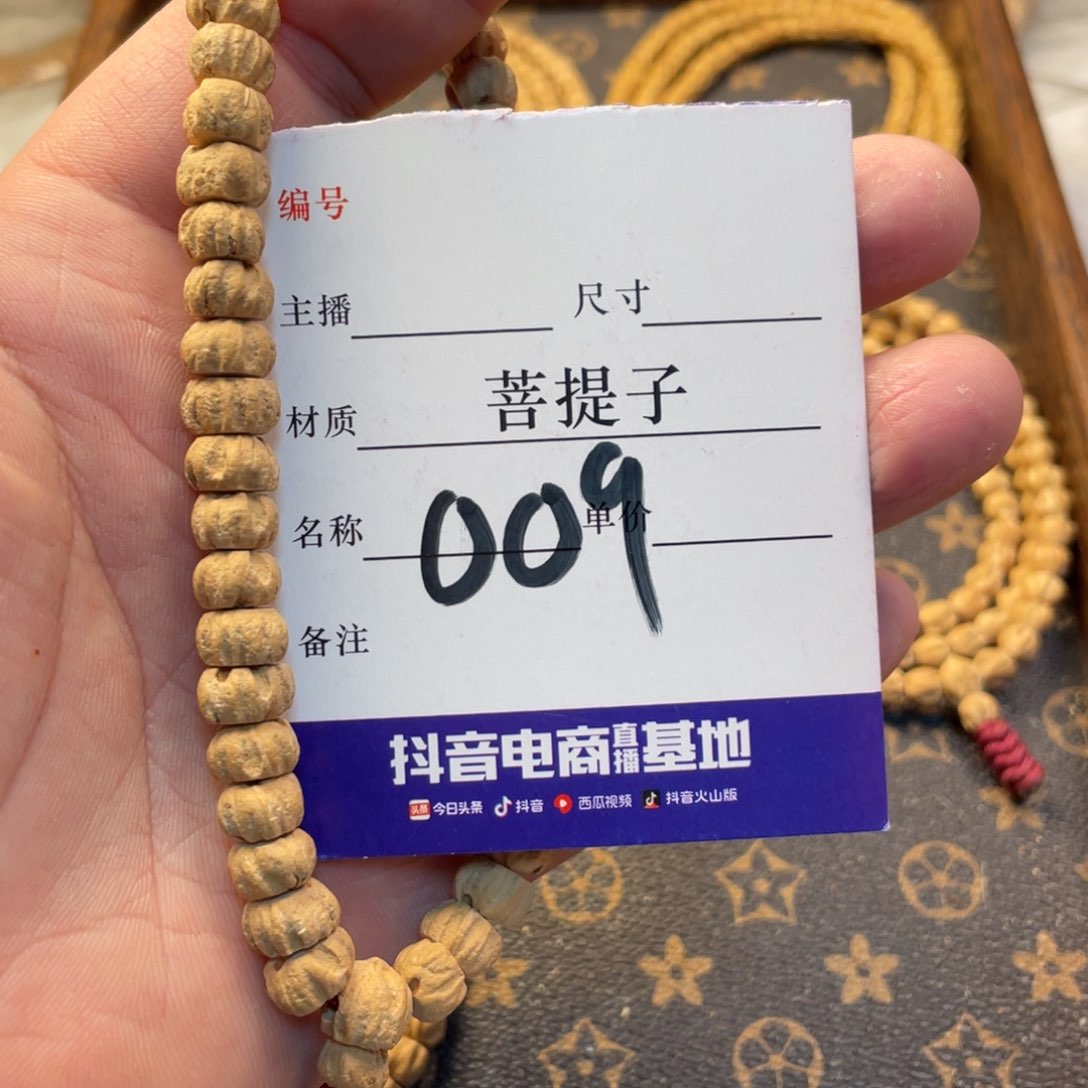 编号
主播 尺寸
材质 菩提子
名称 009 单价
备注
抖音电商直播基地
头条 今日头条 抖音 西瓜视频 抖音火山版